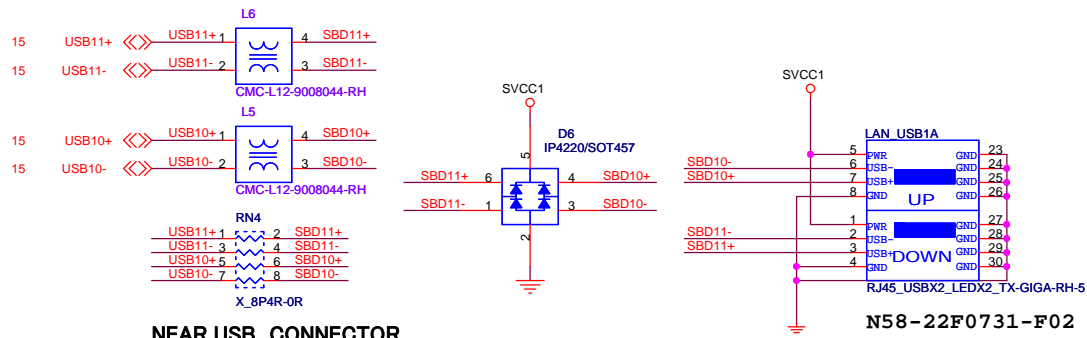 L6
15 USB11+ USB11+ 1 4 SBD11+
15 USB11- USB11- 2 3 SBD11-
CMC-L12-9008044-RH
L5
15 USB10+ USB10+ 1 4 SBD10+
15 USB10- USB10- 2 3 SBD10-
CMC-L12-9008044-RH
RN4
USB11+ 1 2 SBD11+
USB11- 3 4 SBD11-
USB10+ 5 6 SBD10+
USB10- 7 8 SBD10-
X_8P4R-0R
NEAR USB CONNECTOR
SVCC1
D6
IP4220/SOT457
5
SBD11+ 6 4 SBD10+
SBD11- 1 3 SBD10-
2
SVCC1
LAN_USB1A
5 PWR GND 23
SBD10- 6 USB- GND 24
SBD10+ 7 USB+ GND 25
8 GND GND 26
UP
1 PWR GND 27
SBD11- 2 USB- GND 28
SBD11+ 3 USB+ GND 29
4 GND GND 30
DOWN
RJ45_USBX2_LEDX2_TX-GIGA-RH-5
N58-22F0731-F02